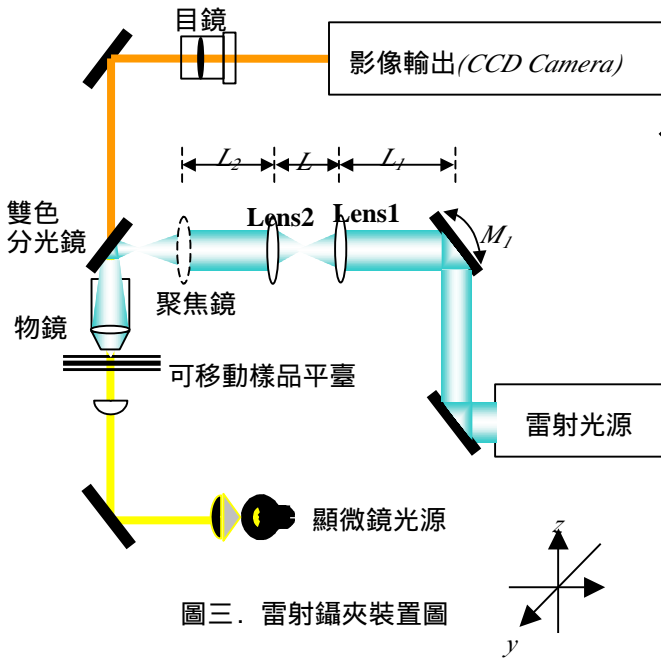 目鏡
影像輸出(CCD Camera)
L2
L
L1
雙色
分光鏡
Lens2
Lens1
M1
聚焦鏡
物鏡
可移動樣品平臺
雷射光源
顯微鏡光源
z
圖三. 雷射鑷夾裝置圖
y